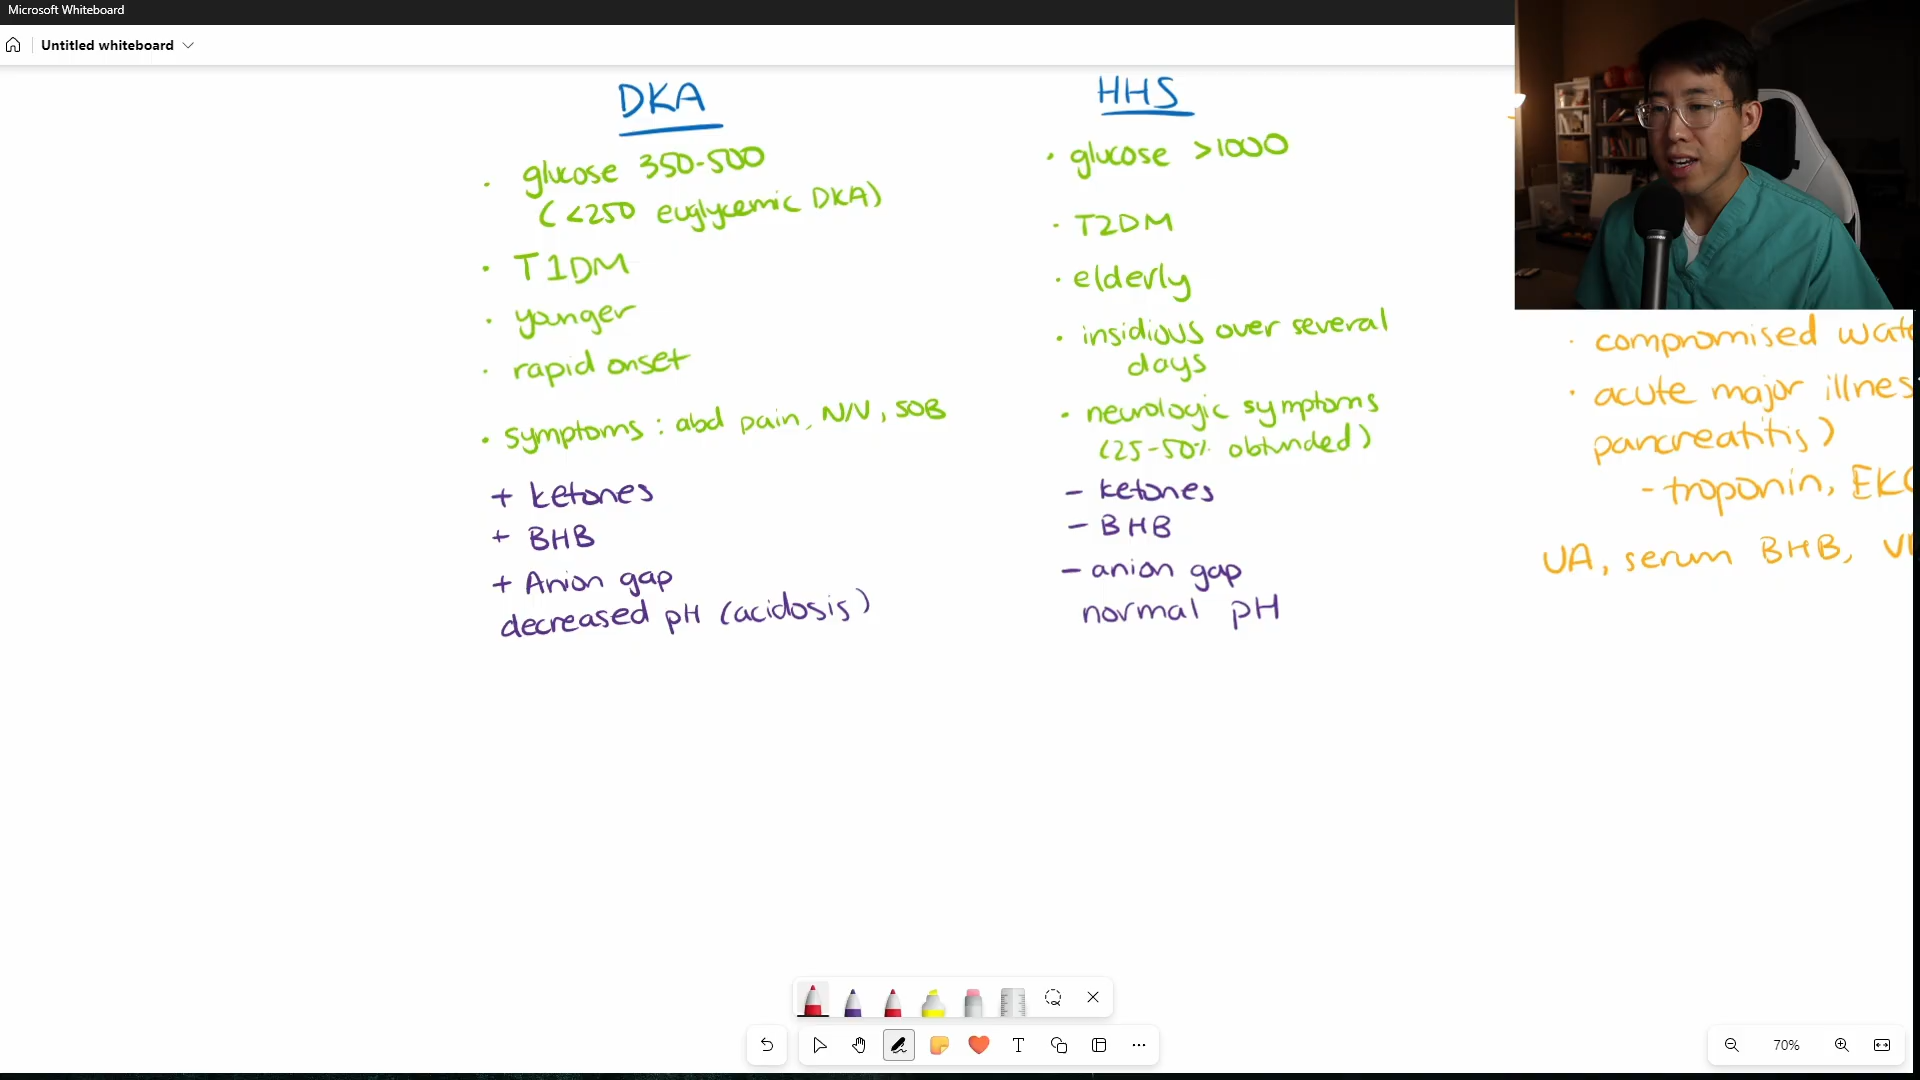 Microsoft Whiteboard
Untitled whiteboard
DKA
· glucose 350-500
(<250 euglycemic DKA)
· T1DM
· younger
· rapid onset
· symptoms: abd pain, N/V, SOB
+ ketones
+ BHB
+ Anion gap
decreased pH (acidosis)
HHS
· glucose >1000
· T2DM
· elderly
· insidious over several
days
· neurologic symptoms
(25-50% obtunded)
- ketones
- BHB
- anion gap
normal pH
· compromised
· acute major
pancreatitis)
- troponin,
UA, serum BHB,
70%